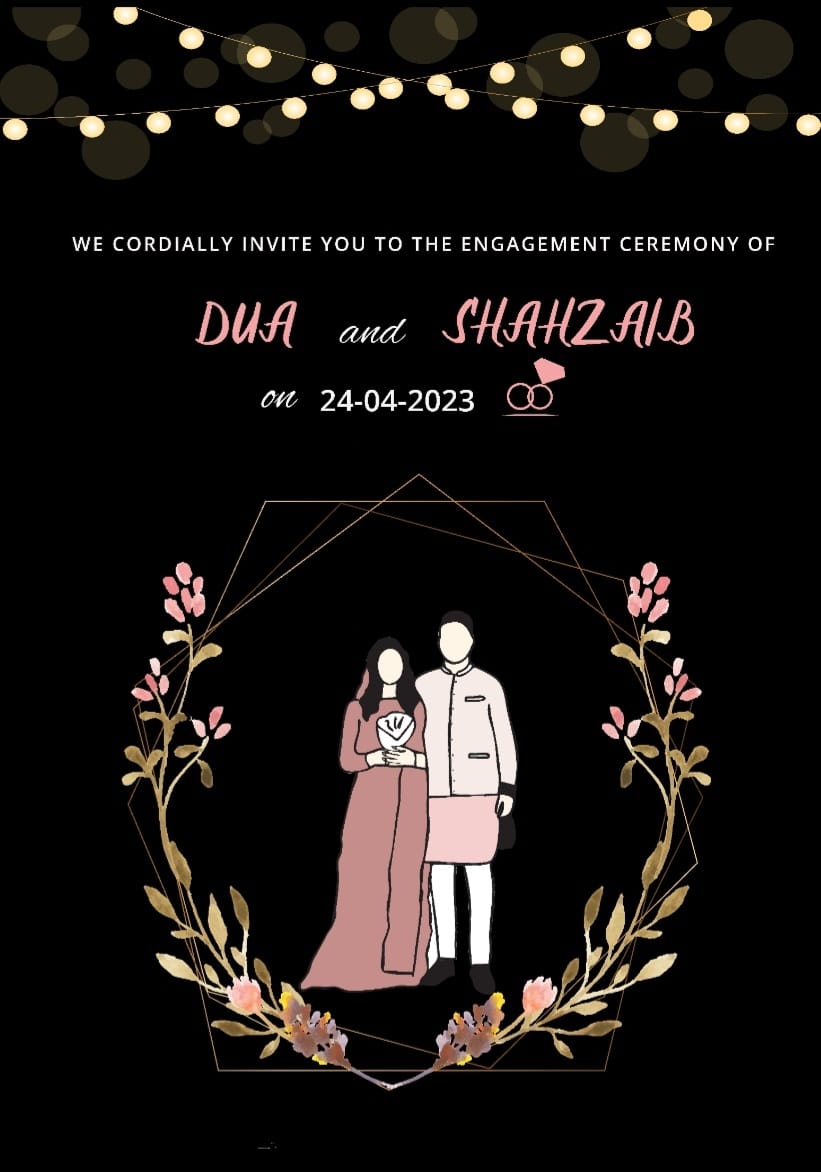 WE CORDIALLY INVITE YOU TO THE ENGAGEMENT CEREMONY OF
DUA and SHAHZAIB
on 24-04-2023